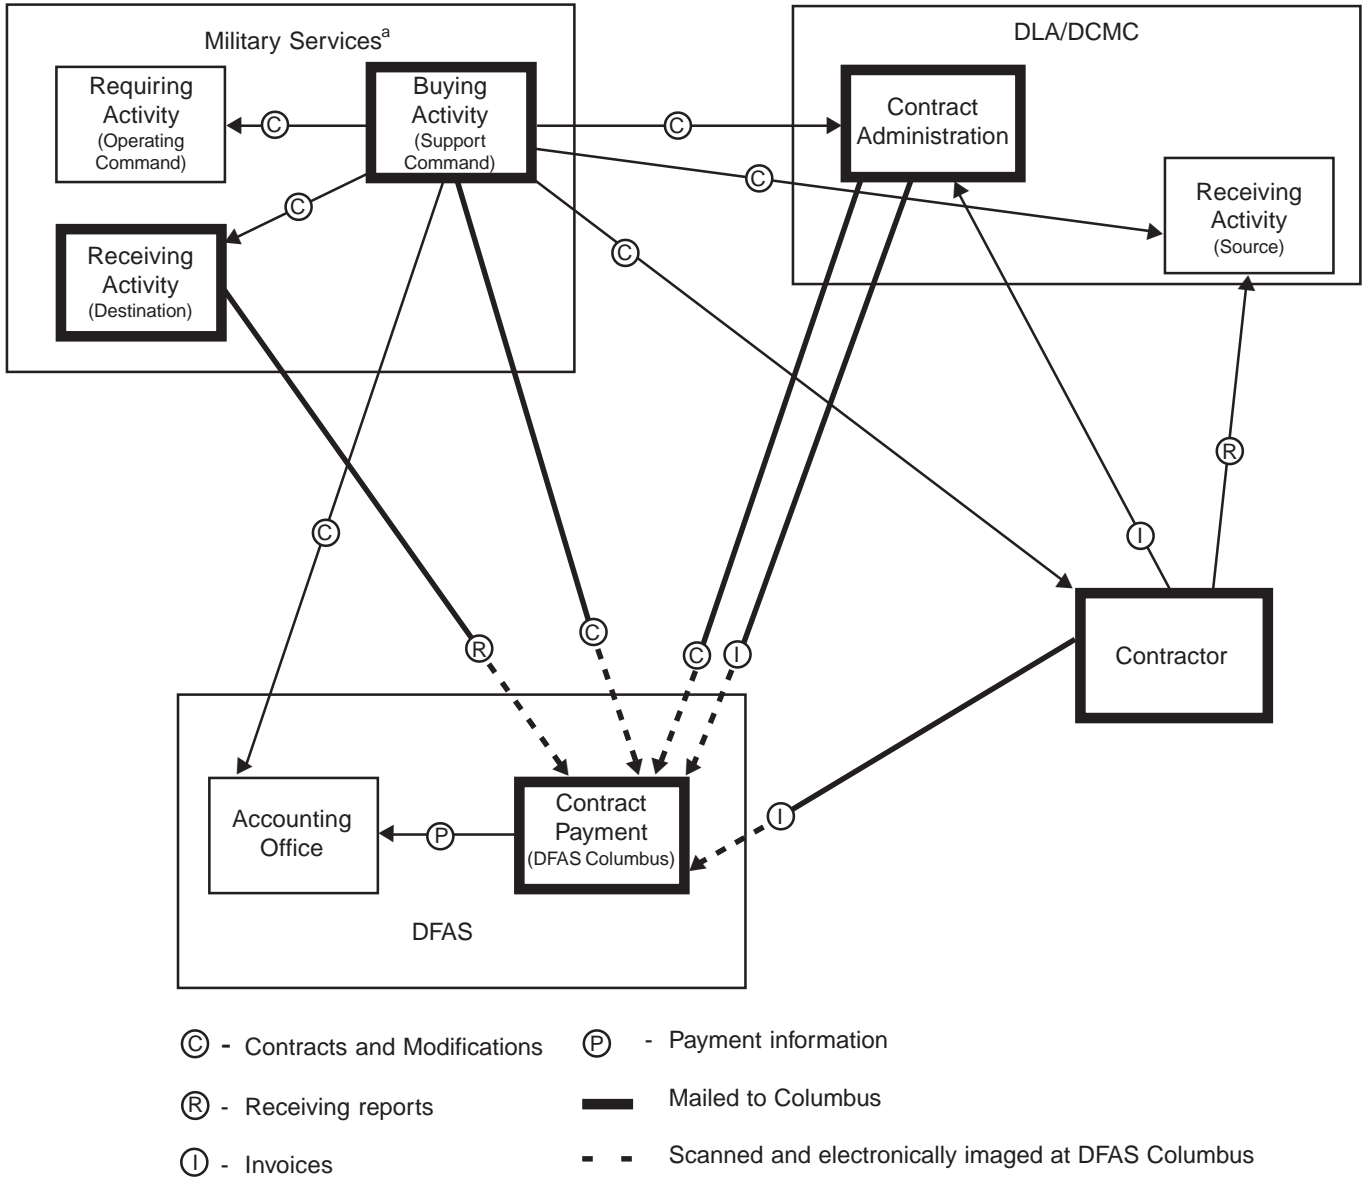 Military Servicesa
DLA/DCMC
Requiring
Activity
(Operating
Command)
Buying
Activity
(Support
Command)
Contract
Administration
C
C
C
Receiving
Activity
(Source)
C
C
Receiving
Activity
(Destination)
R
C
I
C
Contractor
R
C
C
I
Accounting
Office
P
Contract
Payment
(DFAS Columbus)
I
DFAS
C - Contracts and Modifications
P - Payment information
R - Receiving reports
Mailed to Columbus
I - Invoices
Scanned and electronically imaged at DFAS Columbus